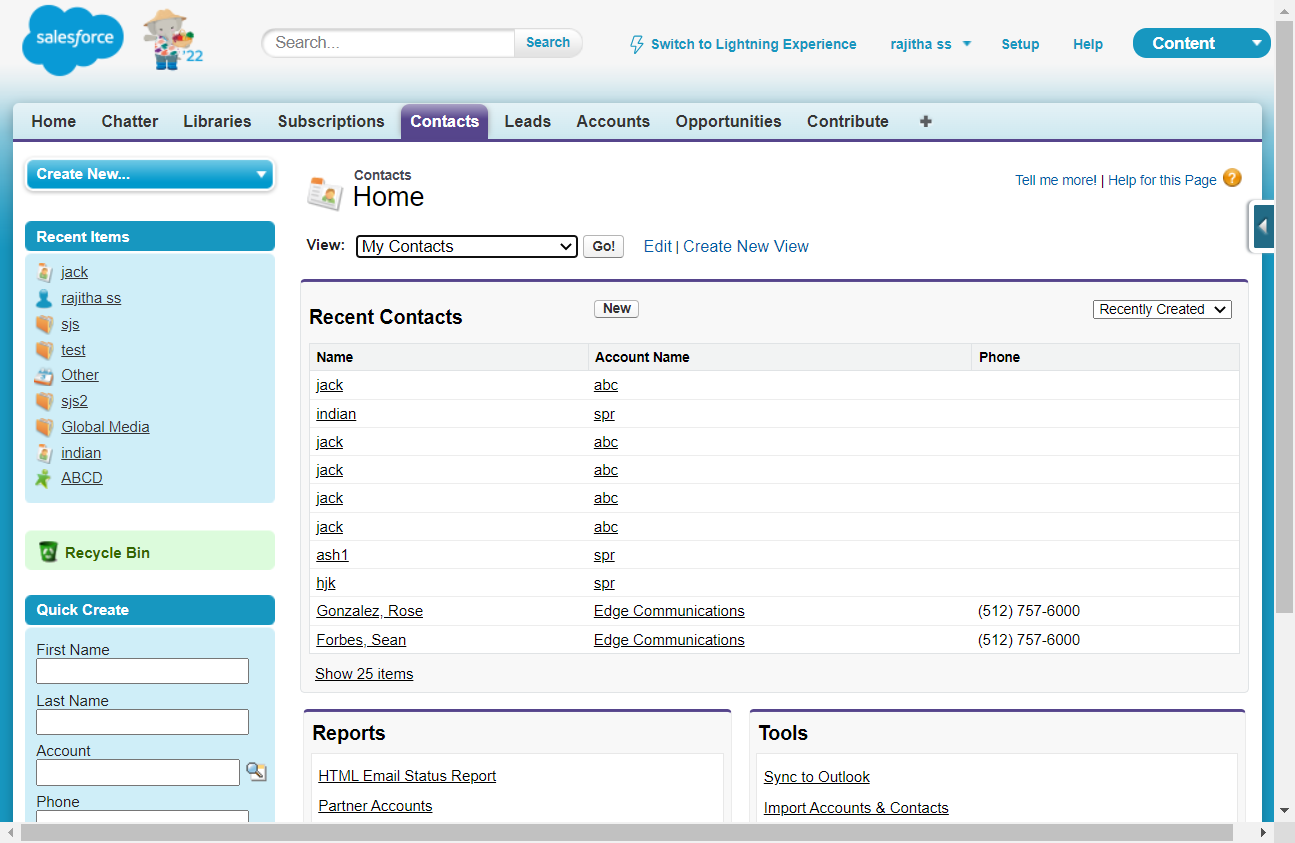 salesforce
'22
Search... Search
Switch to Lightning Experience rajitha ss Setup Help Content
Home Chatter Libraries Subscriptions Contacts Leads Accounts Opportunities Contribute +
Create New...
Recent Items
jack
rajitha ss
sjs
test
Other
sjs2
Global Media
indian
ABCD
Recycle Bin
Quick Create
First Name
Last Name
Account
Phone
Contacts
Home
Tell me more! | Help for this Page ?
View: My Contacts Go! Edit | Create New View
Recent Contacts New Recently Created
Name Account Name Phone
jack abc
indian spr
jack abc
jack abc
jack abc
jack abc
ash1 spr
hjk spr
Gonzalez, Rose Edge Communications (512) 757-6000
Forbes, Sean Edge Communications (512) 757-6000
Show 25 items
Reports
HTML Email Status Report
Partner Accounts
Tools
Sync to Outlook
Import Accounts & Contacts